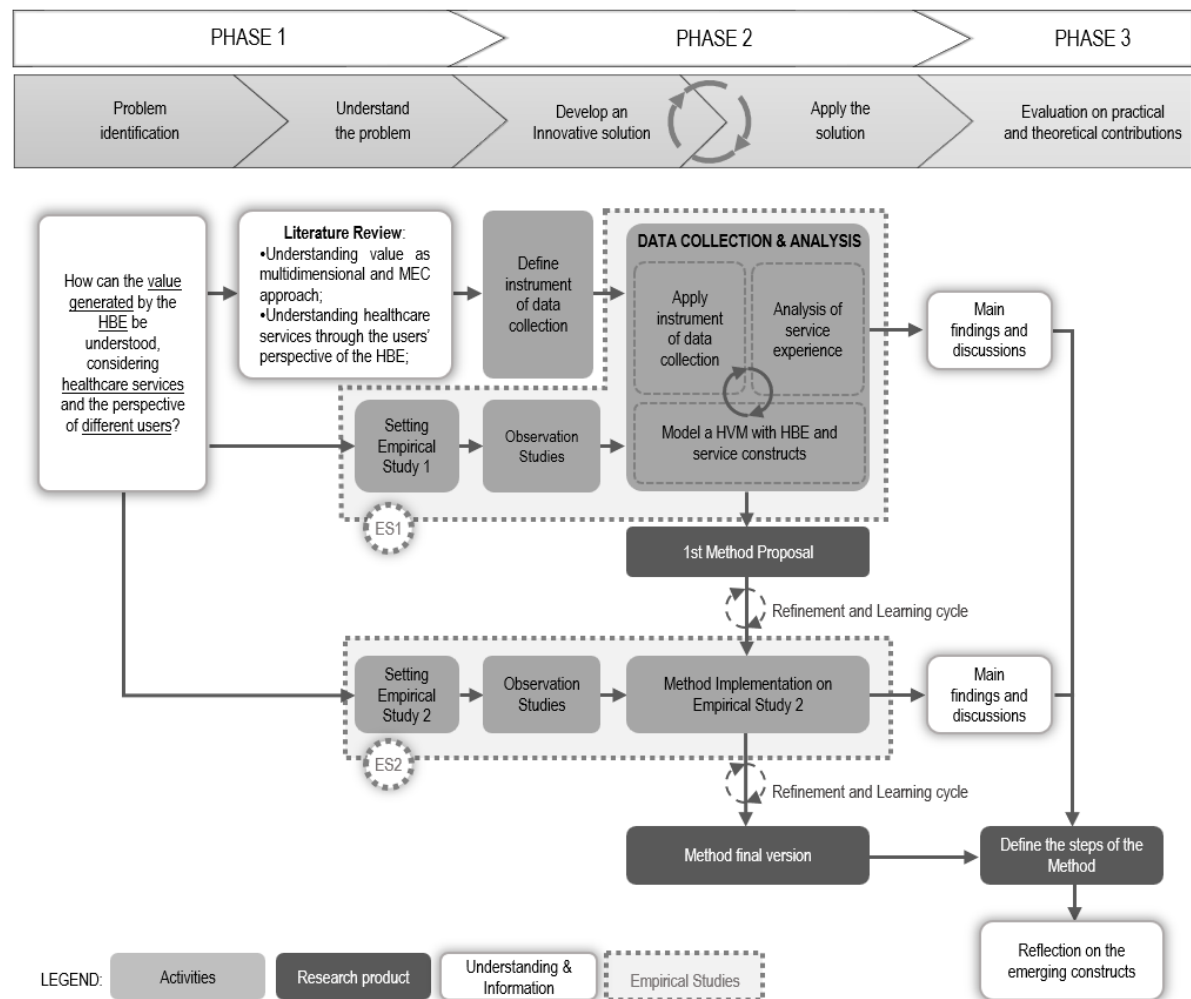 PHASE 1
PHASE 2
PHASE 3
Problem
identification
Understand
the problem
Develop an
Innovative solution
Apply the
solution
Evaluation on practical
and theoretical contributions
How can the value
generated by the
HBE be
understood,
considering
healthcare services
and the perspective
of different users?
Literature Review:
•Understanding value as
multidimensional and MEC
approach;
•Understanding healthcare
services through the users'
perspective of the HBE;
Define
instrument
of data
collection
DATA COLLECTION & ANALYSIS
Apply
instrument
of data
collection
Analysis of
service
experience
Model a HVM with HBE and
service constructs
Main
findings and
discussions
Setting
Empirical
Study 1
Observation
Studies
ES1
1st Method Proposal
Refinement and Learning cycle
Setting
Empirical
Study 2
Observation
Studies
Method Implementation on
Empirical Study 2
Main
findings and
discussions
ES2
Refinement and Learning cycle
Method final version
Define the steps of the
Method
Reflection on the
emerging constructs
LEGEND:
Activities
Research product
Understanding &
Information
Empirical Studies